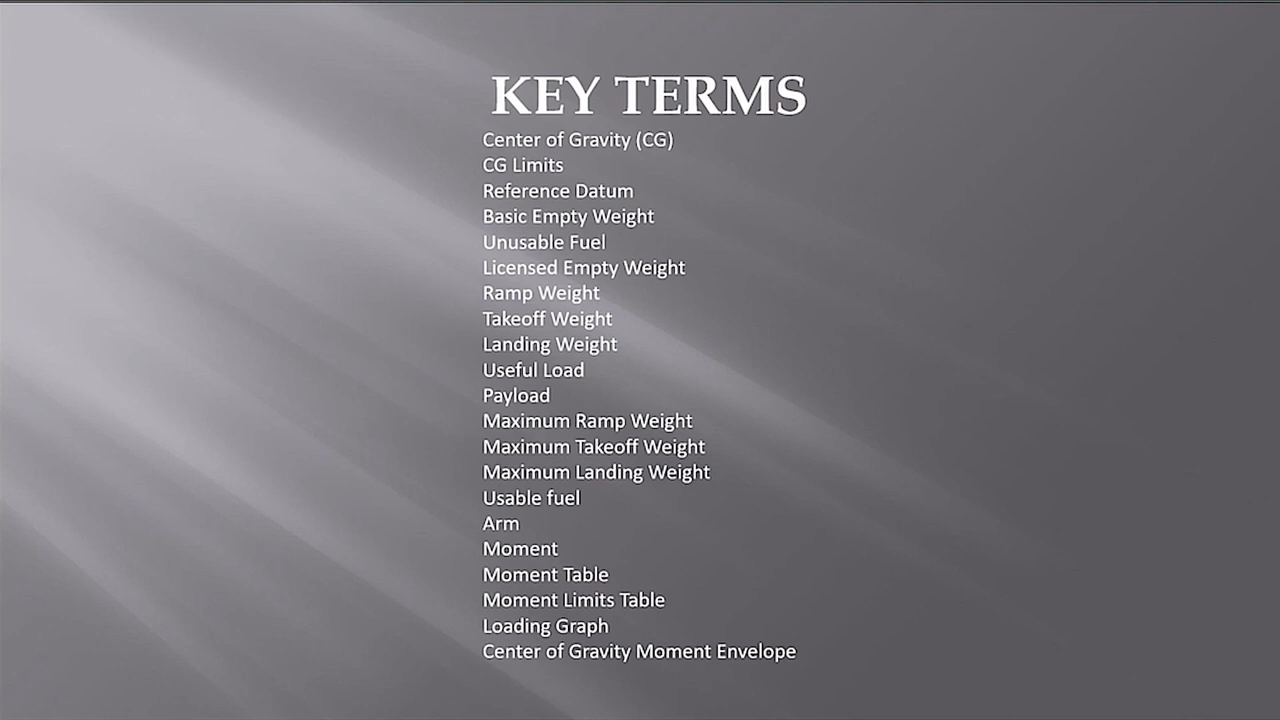 KEY TERMS
Center of Gravity (CG)
CG Limits
Reference Datum
Basic Empty Weight
Unusable Fuel
Licensed Empty Weight
Ramp Weight
Takeoff Weight
Landing Weight
Useful Load
Payload
Maximum Ramp Weight
Maximum Takeoff Weight
Maximum Landing Weight
Usable fuel
Arm
Moment
Moment Table
Moment Limits Table
Loading Graph
Center of Gravity Moment Envelope